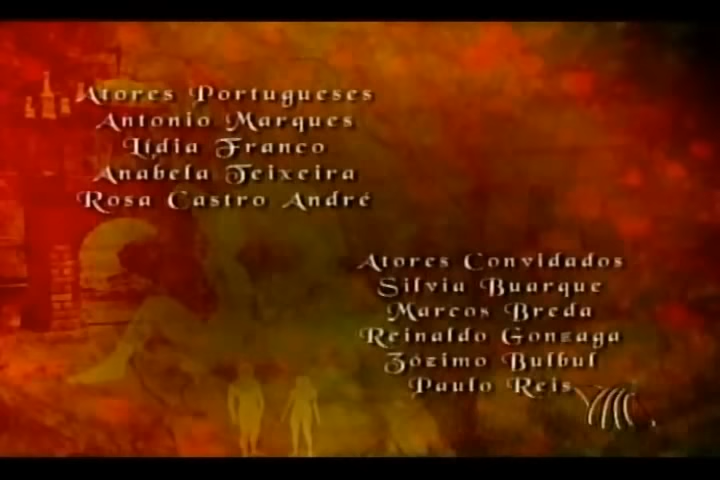 Atores Portugueses
Antonio Marques
Lídia Franco
Anabela Teixeira
Rosa Castro André
Atores Convidados
Silvia Buarque
Marcos Breda
Reinaldo Gonzaga
Zózimo Bulbul
Paulo Reis